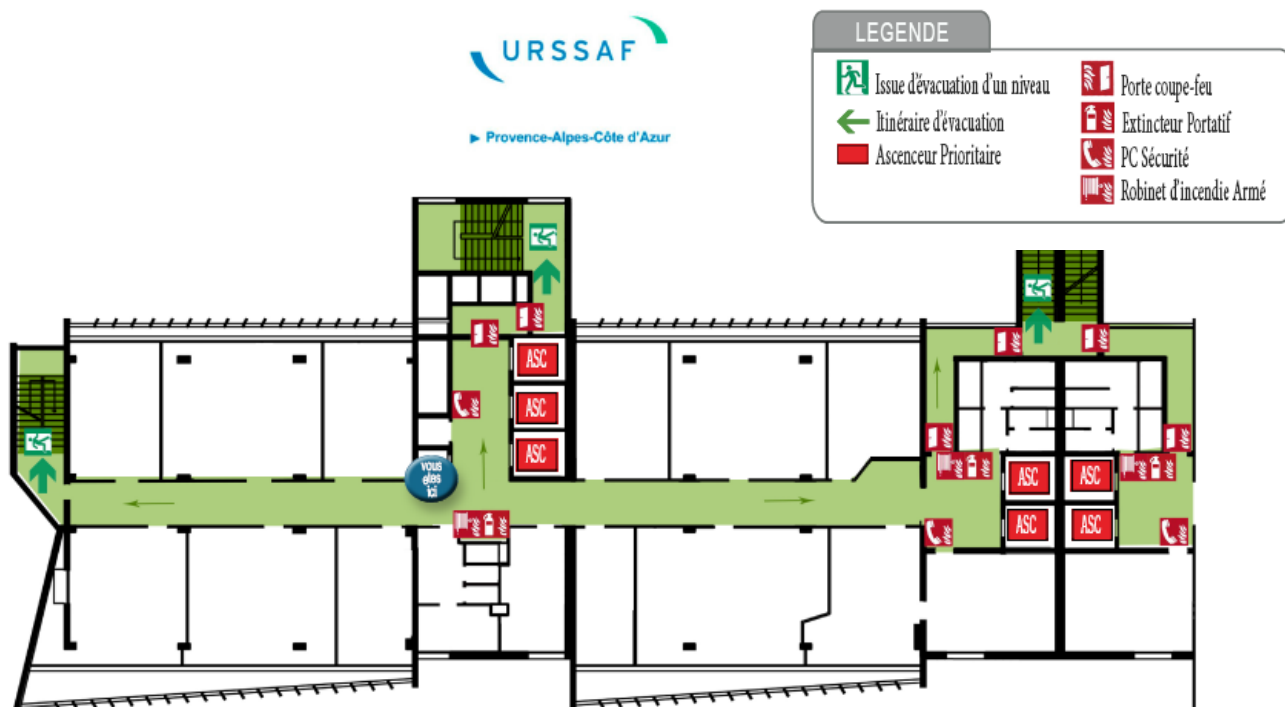 URSSAF
Provence-Alpes-Côte d'Azur
LEGENDE
Issue d'évacuation d'un niveau
Itinéraire d'évacuation
Ascenceur Prioritaire
Porte coupe-feu
Extincteur Portatif
PC Sécurité
Robinet d'incendie Armé
ASC
ASC
ASC
vous
etes
ici
ASC
ASC
ASC
ASC